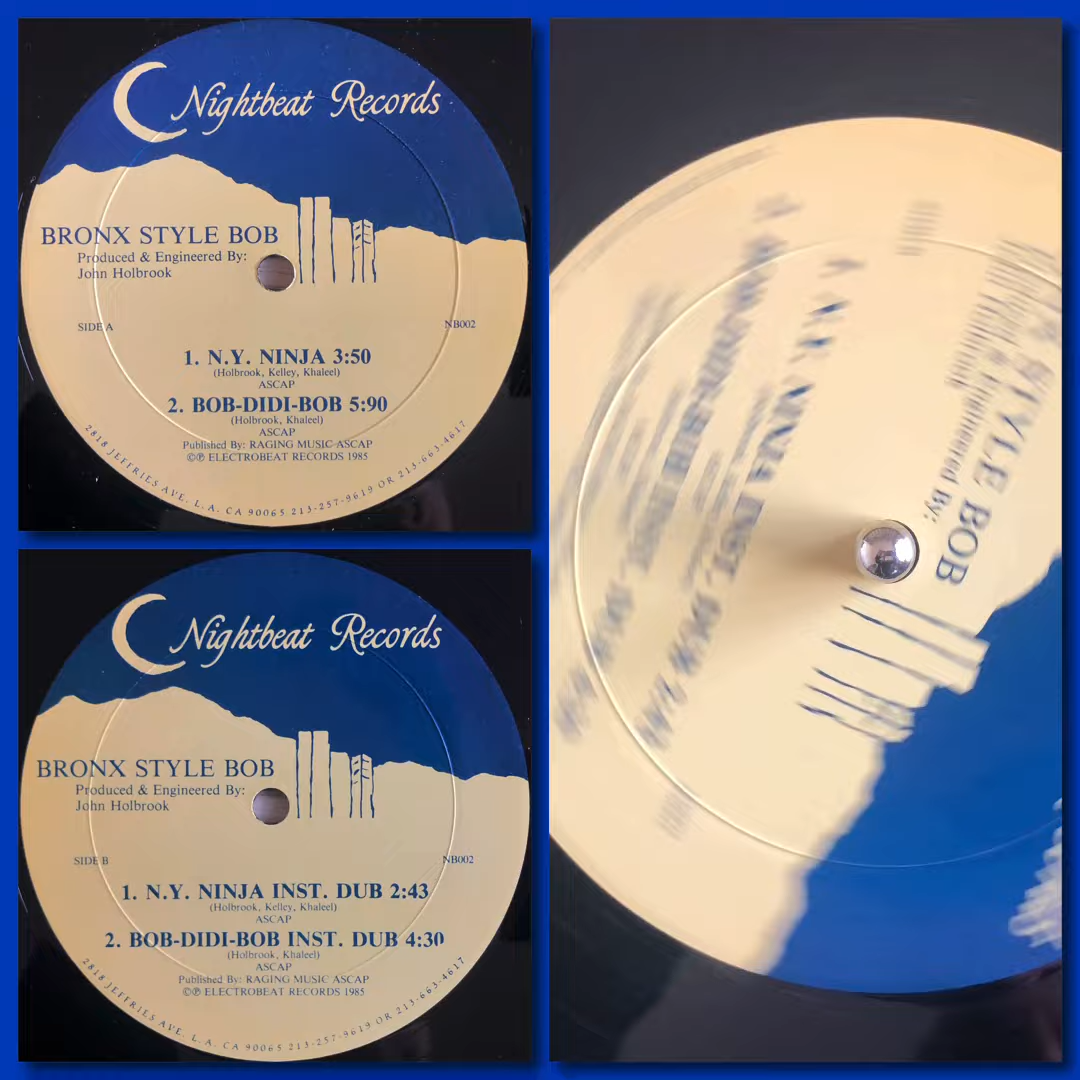 Nightbeat Records
BRONX STYLE BOB
Produced & Engineered By:
John Holbrook
SIDE A
NB002
1. N.Y. NINJA 3:50
(Holbrook, Kelley, Khaleel)
ASCAP
2. BOB-DIDI-BOB 5:90
(Holbrook, Khaleel)
ASCAP
Published By: RAGING MUSIC ASCAP
©℗ ELECTROBEAT RECORDS 1985
2818 JEFFRIES AVE. L.A. CA 90065 213-257-9619 OR 213-663-4617
Nightbeat Records
BRONX STYLE BOB
Produced & Engineered By:
John Holbrook
SIDE B
NB002
1. N.Y. NINJA INST. DUB 2:43
(Holbrook, Kelley, Khaleel)
ASCAP
2. BOB-DIDI-BOB INST. DUB 4:30
(Holbrook, Khaleel)
ASCAP
Published By: RAGING MUSIC ASCAP
©℗ ELECTROBEAT RECORDS 1985
2818 JEFFRIES AVE. L.A. CA 90065 213-257-9619 OR 213-663-4617
STYLE BOB
Engineered By:
N.Y. NINJA INST. DUB